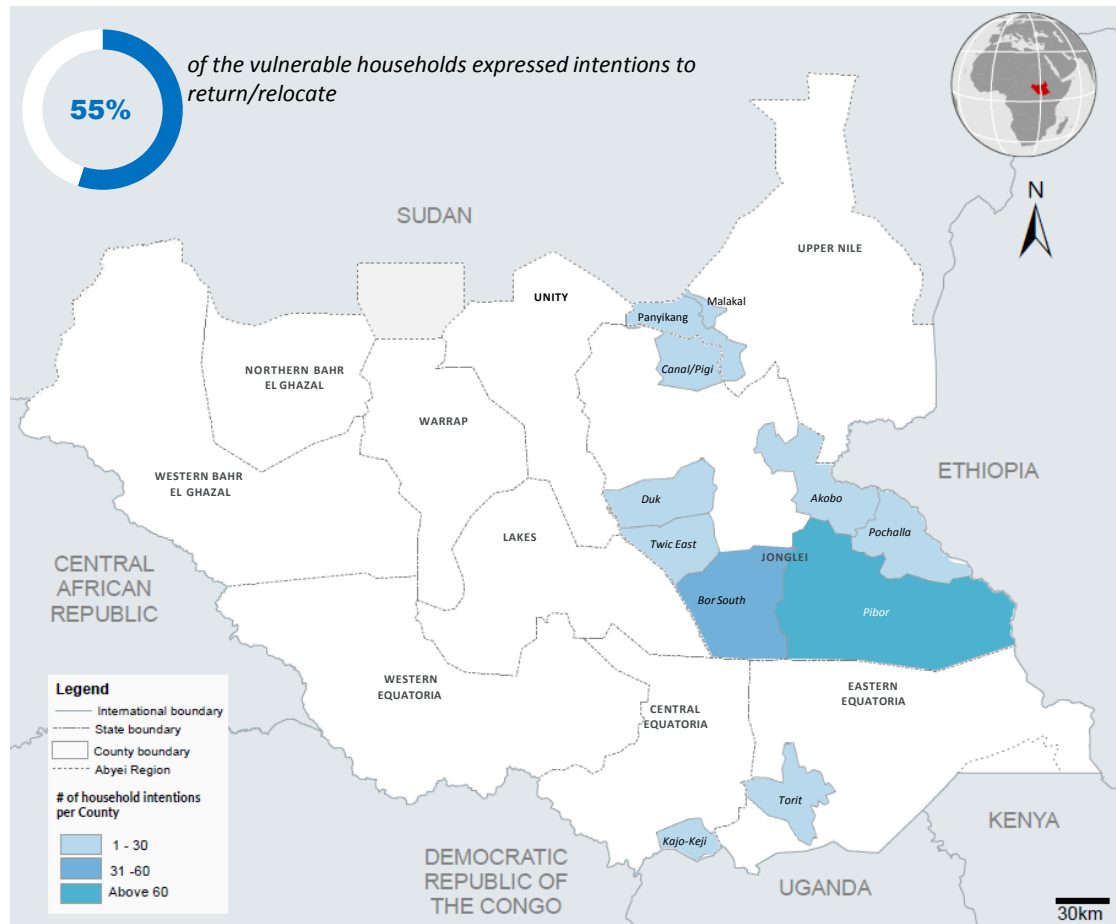 55%
of the vulnerable households expressed intentions to
return/relocate
N
SUDAN
UPPER NILE
UNITY
Malakal
Panyikang
Canal/Pigi
NORTHERN BAHR
EL GHAZAL
WARRAP
WESTERN BAHR
EL GHAZAL
ETHIOPIA
Duk
Akobo
Pochalla
LAKES
Twic East
JONGLEI
CENTRAL
AFRICAN
REPUBLIC
Bor South
Pibor
WESTERN
EQUATORIA
EASTERN
EQUATORIA
CENTRAL
EQUATORIA
Legend
International boundary
State boundary
County boundary
Abyei Region
# of household intentions
per County
1 - 30
31 -60
Above 60
Torit
Kajo-Keji
KENYA
DEMOCRATIC
REPUBLIC OF
THE CONGO
UGANDA
30km